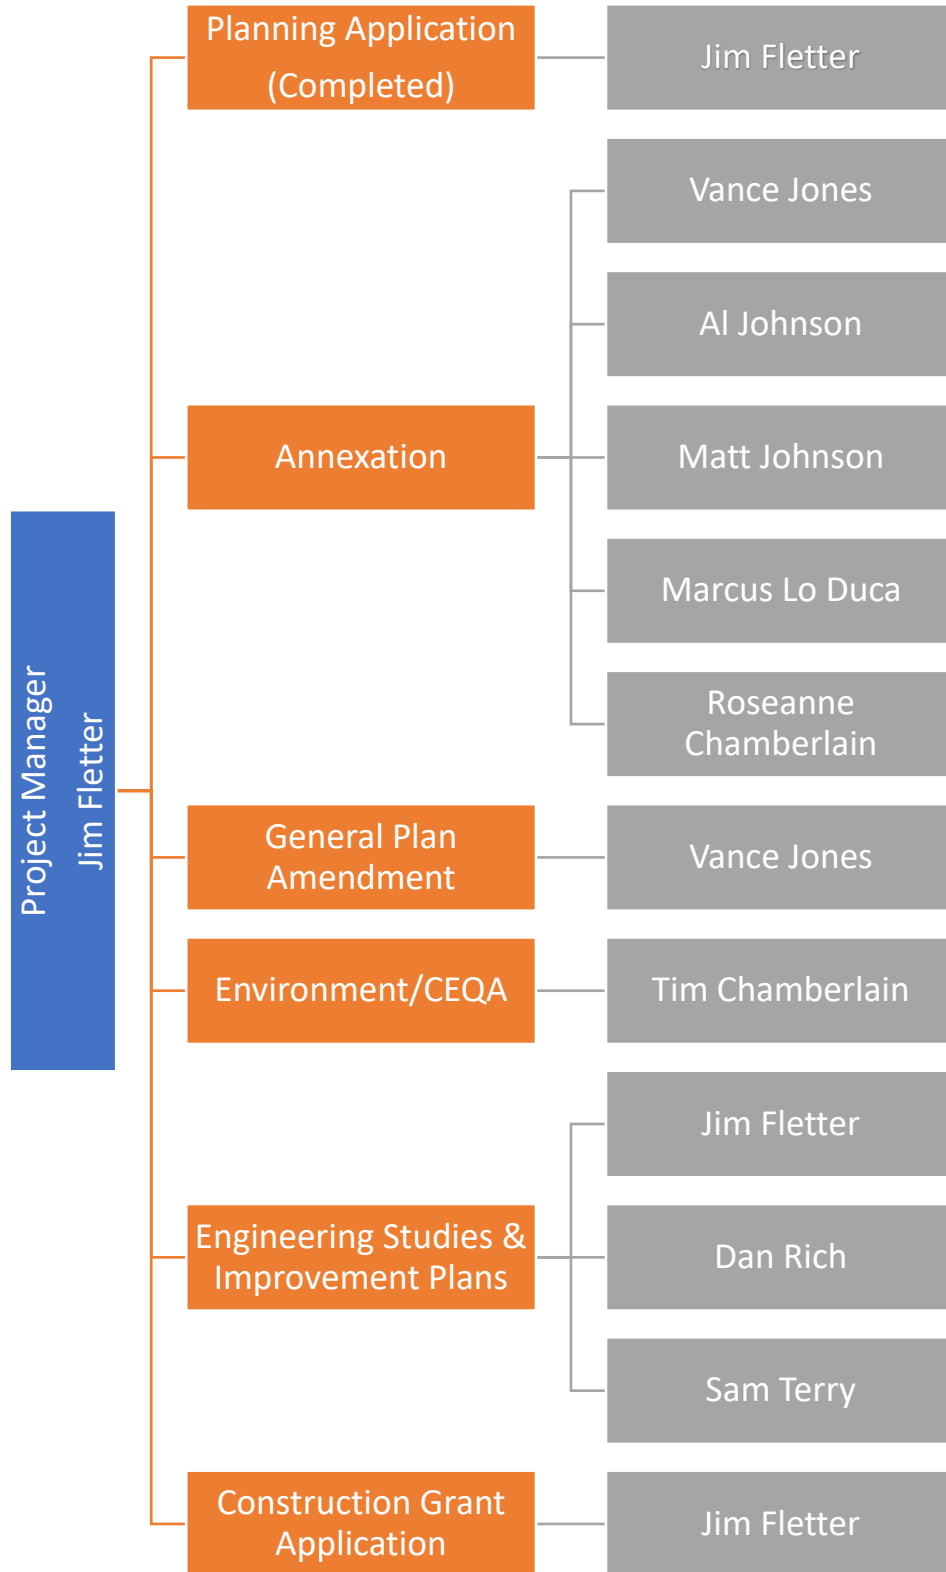 Project Manager
Jim Fletter
Planning Application
(Completed)
Jim Fletter
Annexation
Vance Jones
Al Johnson
Matt Johnson
Marcus Lo Duca
Roseanne
Chamberlain
General Plan
Amendment
Vance Jones
Environment/CEQA
Tim Chamberlain
Engineering Studies &
Improvement Plans
Jim Fletter
Dan Rich
Sam Terry
Construction Grant
Application
Jim Fletter